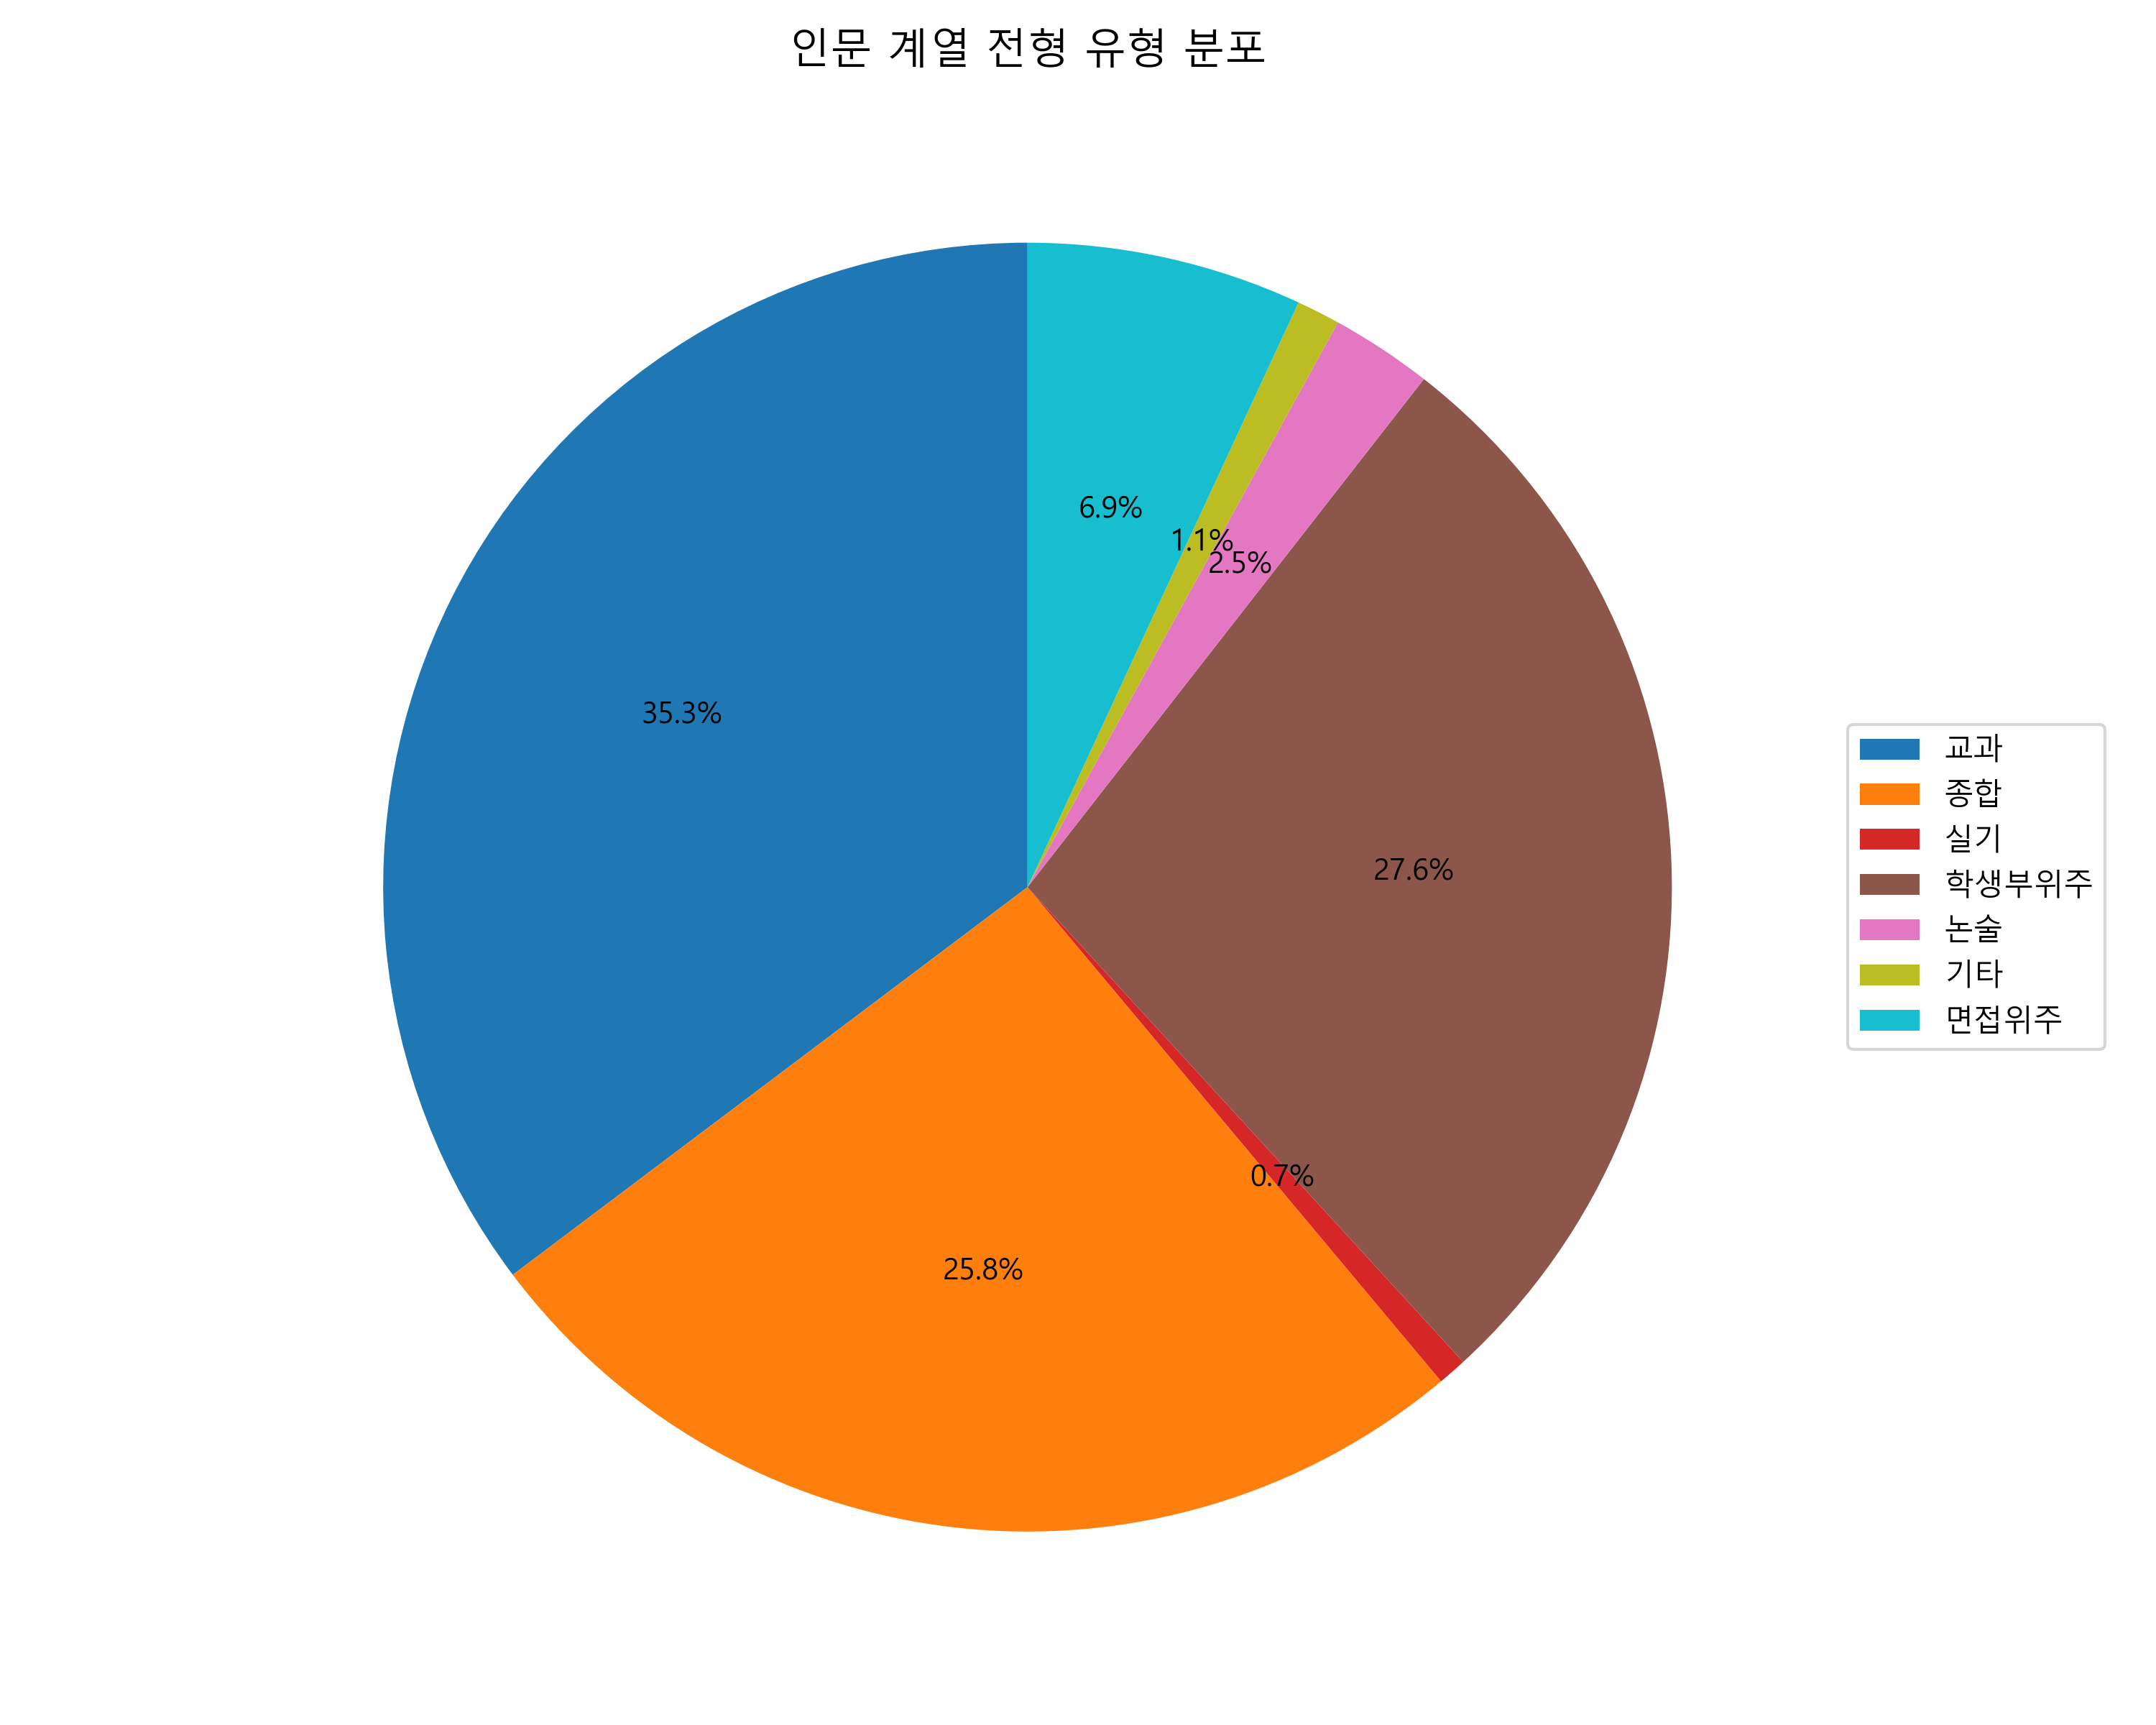 인문 계열 전형 유형 분포
6.9%
1.1%
2.5%
35.3%
27.6%
0.7%
25.8%
교과
종합
실기
학생부위주
논술
기타
면접위주